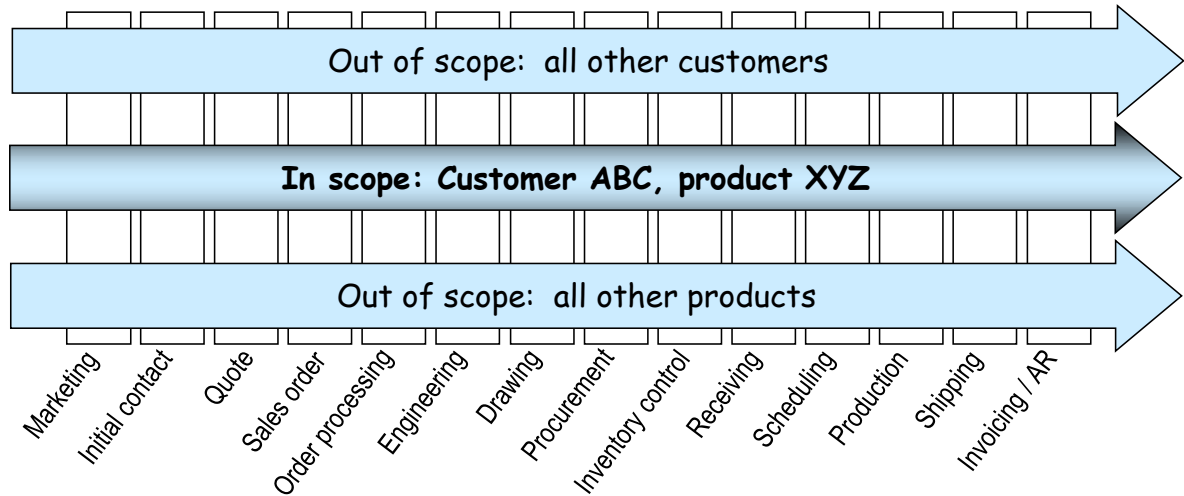 Out of scope:  all other customers
In scope: Customer ABC, product XYZ
Out of scope:  all other products
Marketing
Initial contact
Quote
Sales order
Order processing
Engineering
Drawing
Procurement
Inventory control
Receiving
Scheduling
Production
Shipping
Invoicing / AR